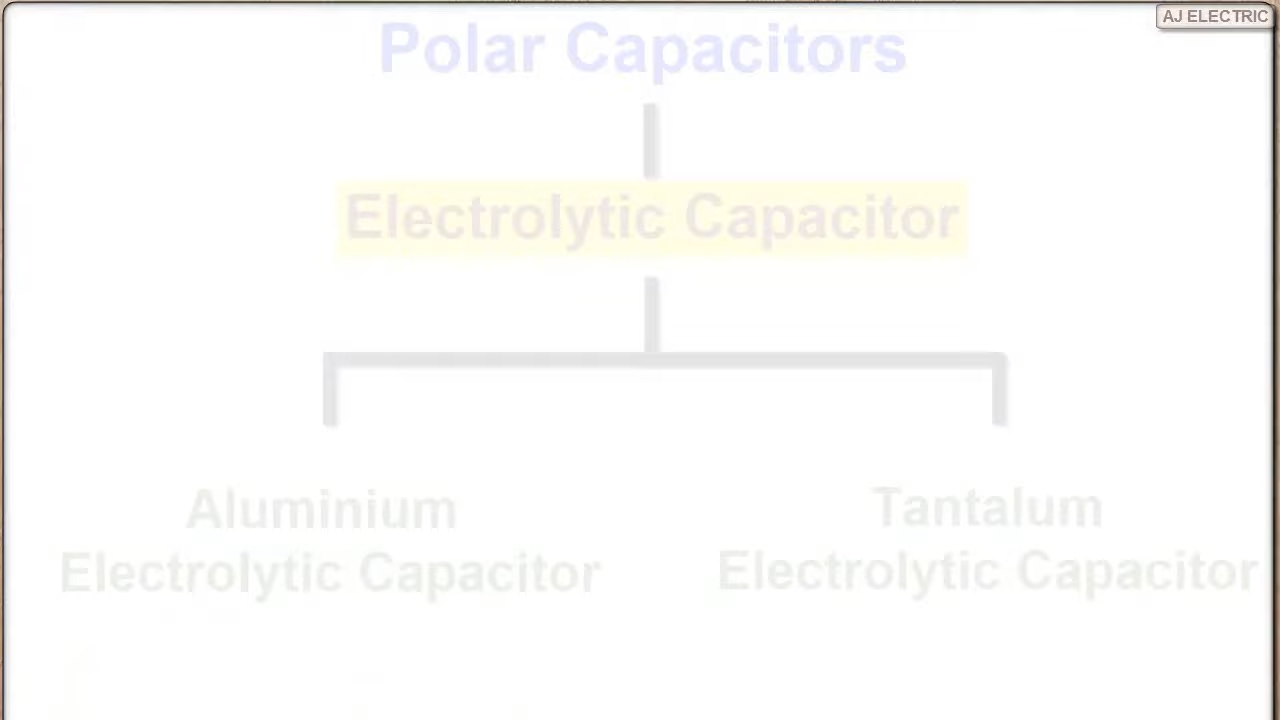 AJ ELECTRIC
Polar Capacitors
Electrolytic Capacitor
Aluminium
Electrolytic Capacitor
Tantalum
Electrolytic Capacitor